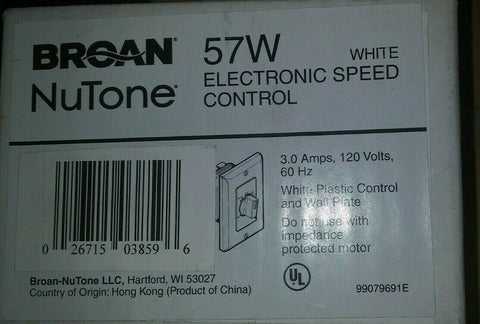 BROAN
NuTone
57W WHITE
ELECTRONIC SPEED
CONTROL
3.0 Amps, 120 Volts,
60 Hz
White Plastic Control
and Wall Plate
Do not use with
impedance
protected motor
0 26715 03859 6
Broan-NuTone LLC, Hartford, WI 53027
Country of Origin: Hong Kong (Product of China)
UL
99079691E